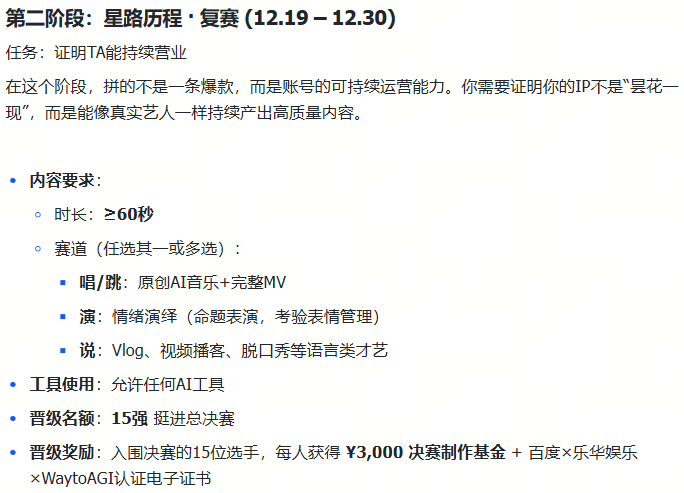 第二阶段：星路历程 · 复赛 (12.19 – 12.30)
任务：证明TA能持续营业
在这个阶段，拼的不是一条爆款，而是账号的可持续运营能力。你需要证明你的IP不是“昙花一
现”，而是能像真实艺人一样持续产出高质量内容。
内容要求：
时长：≥60秒
赛道（任选其一或多选）：
唱/跳：原创AI音乐+完整MV
演：情绪演绎（命题表演，考验表情管理）
说：Vlog、视频播客、脱口秀等语言类才艺
工具使用：允许任何AI工具
晋级名额：15强 挺进总决赛
晋级奖励：入围决赛的15位选手，每人获得 ¥3,000 决赛制作基金 + 百度×乐华娱乐
×WaytoAGI认证电子证书